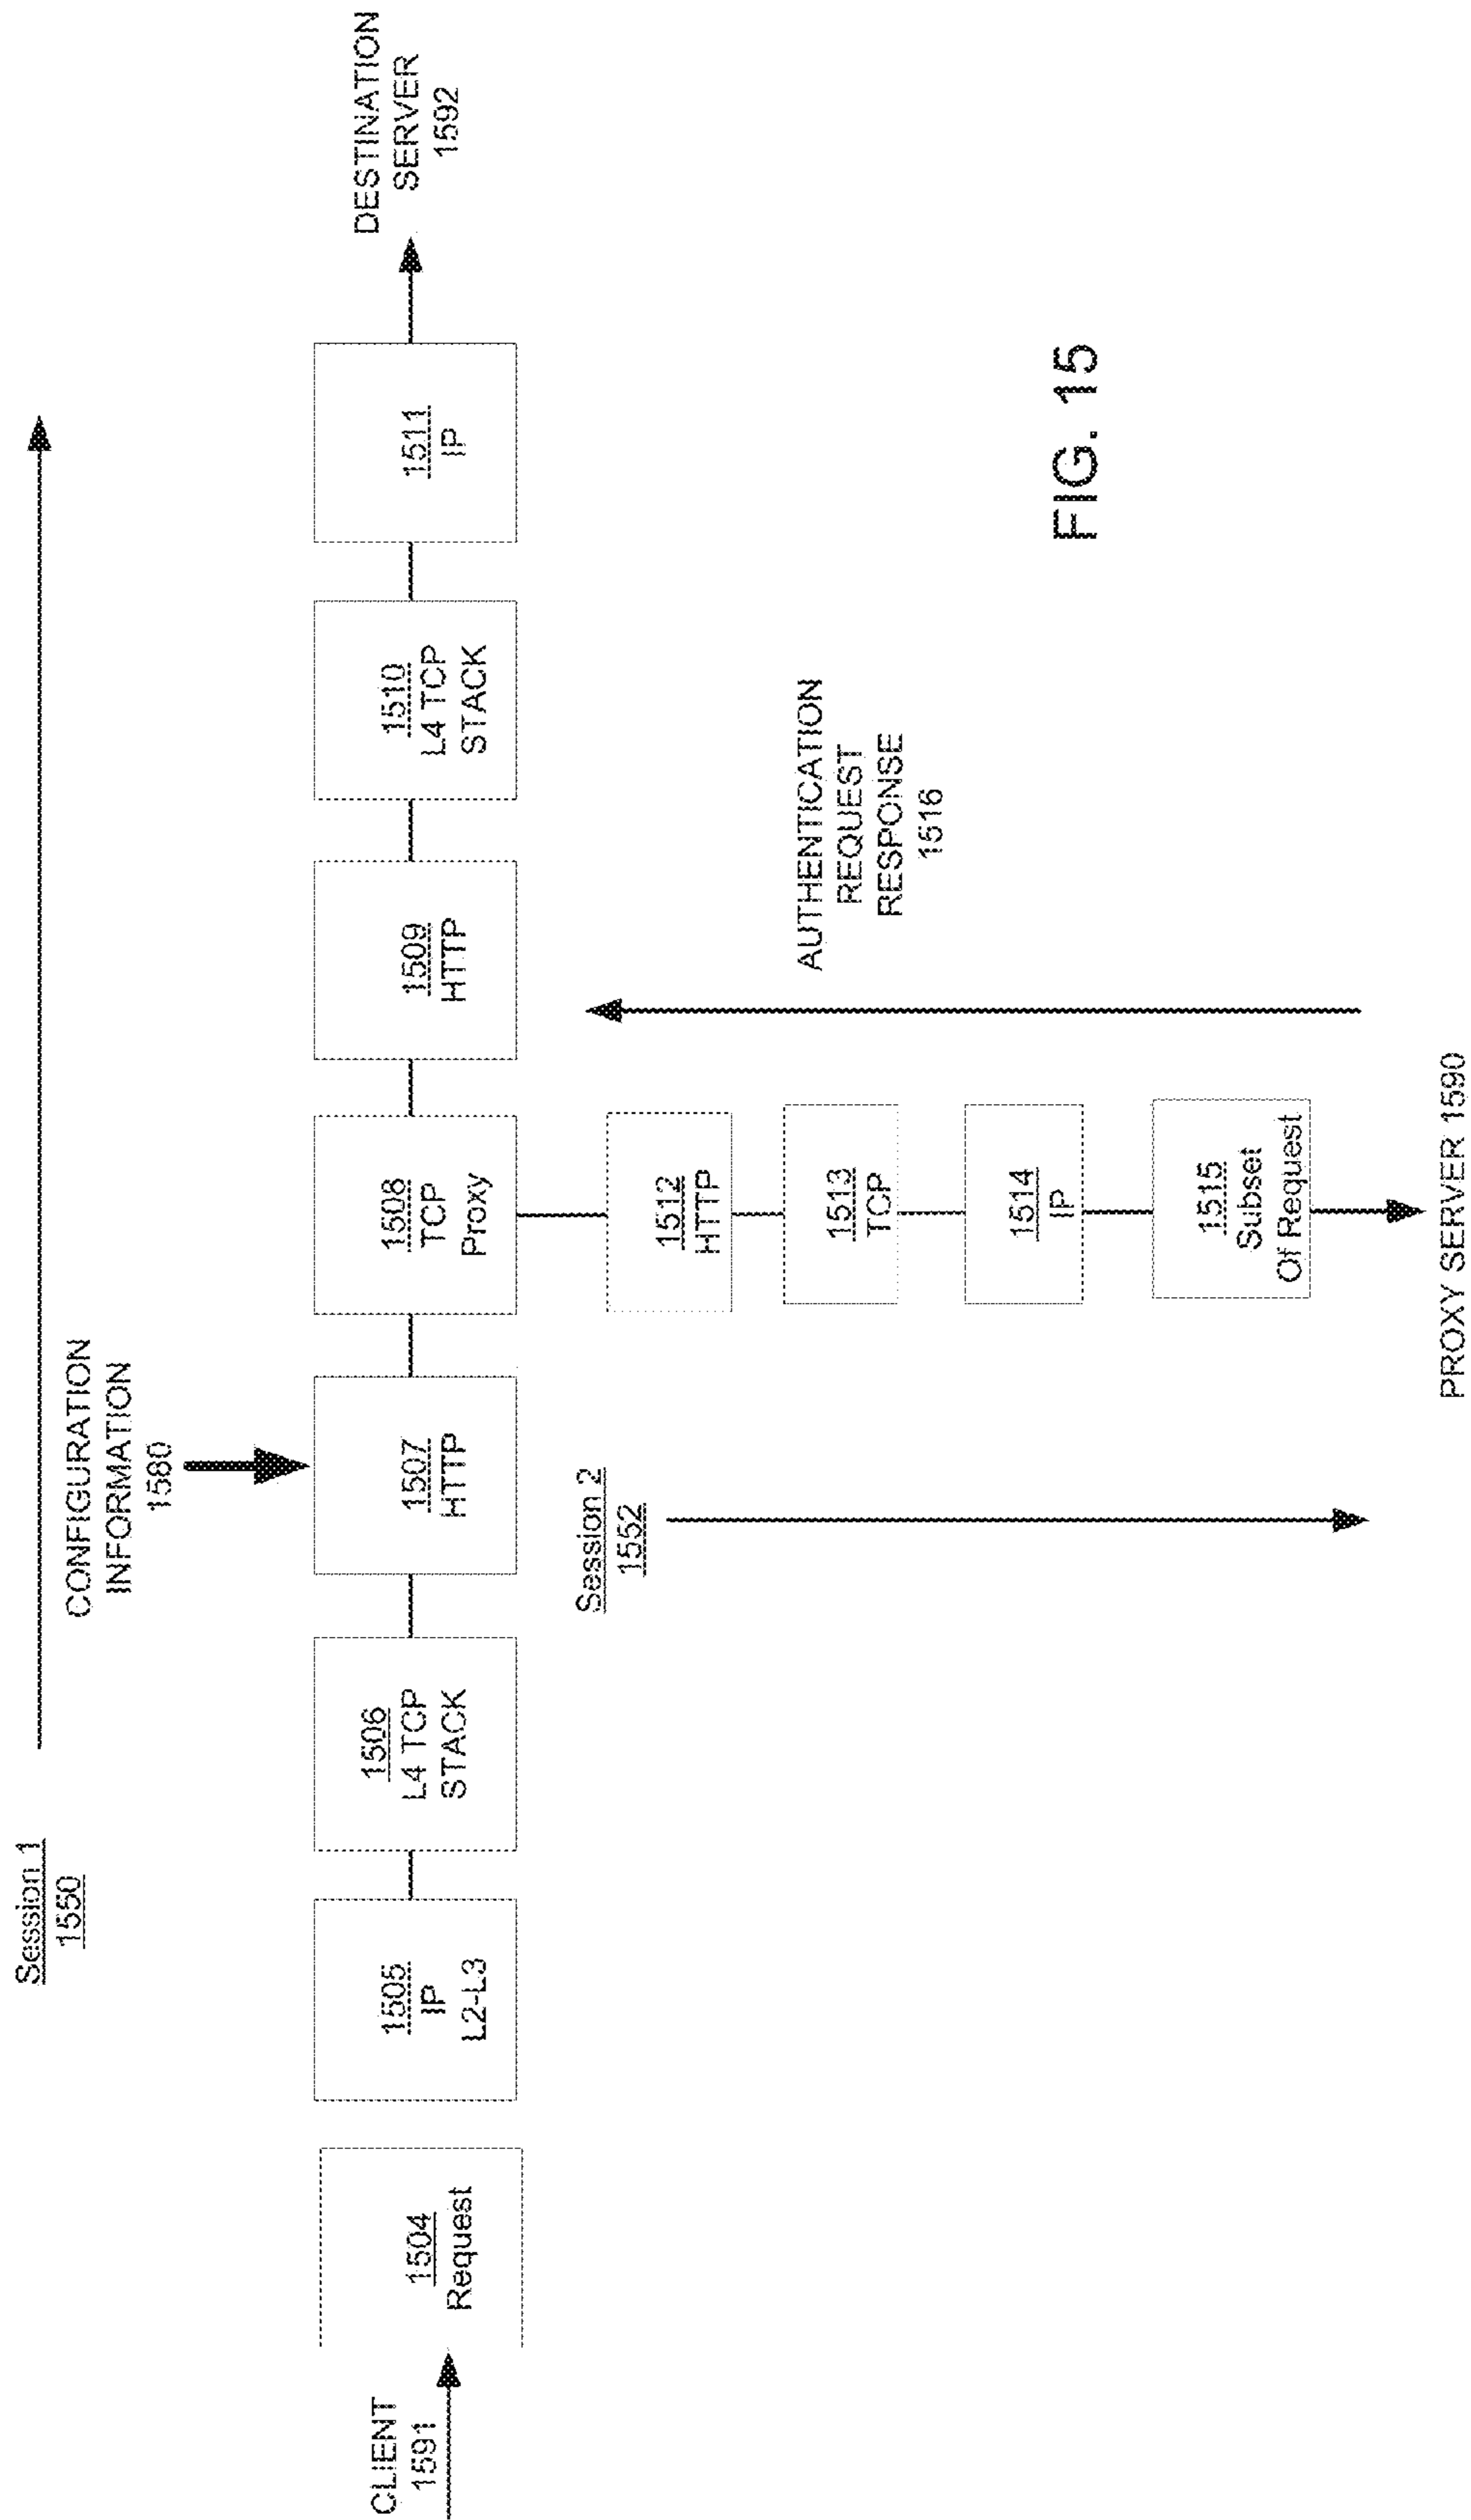 Session 1
1550
CONFIGURATION
INFORMATION
1580
CLIENT
1591
1504
Request
1505
IP
L2-L3
1506
L4 TCP
STACK
1507
HTTP
1508
TCP
Proxy
1509
HTTP
1510
L4 TCP
STACK
1511
IP
DESTINATION
SERVER
1592
Session 2
1552
1512
HTTP
1513
TCP
1514
IP
1515
Subset
Of Request
AUTHENTICATION
REQUEST
RESPONSE
1516
PROXY SERVER 1590
FIG. 15